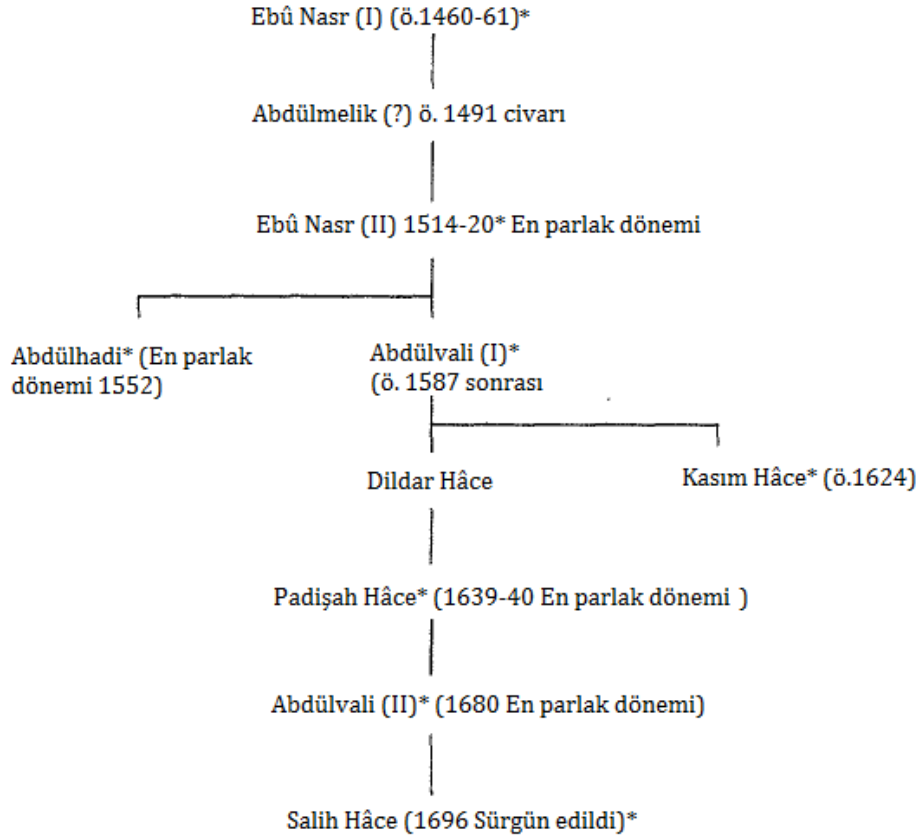 Ebû Nasr (I) (ö.1460-61)*
Abdülmelik (?) ö. 1491 civarı
Ebû Nasr (II) 1514-20* En parlak dönemi
Abdülhadi* (En parlak
dönemi 1552)
Abdülvali (I)*
(ö. 1587 sonrası
Dildar Hâce
Kasım Hâce* (ö.1624)
Padişah Hâce* (1639-40 En parlak dönemi )
Abdülvali (II)* (1680 En parlak dönemi)
Salih Hâce (1696 Sürgün edildi)*